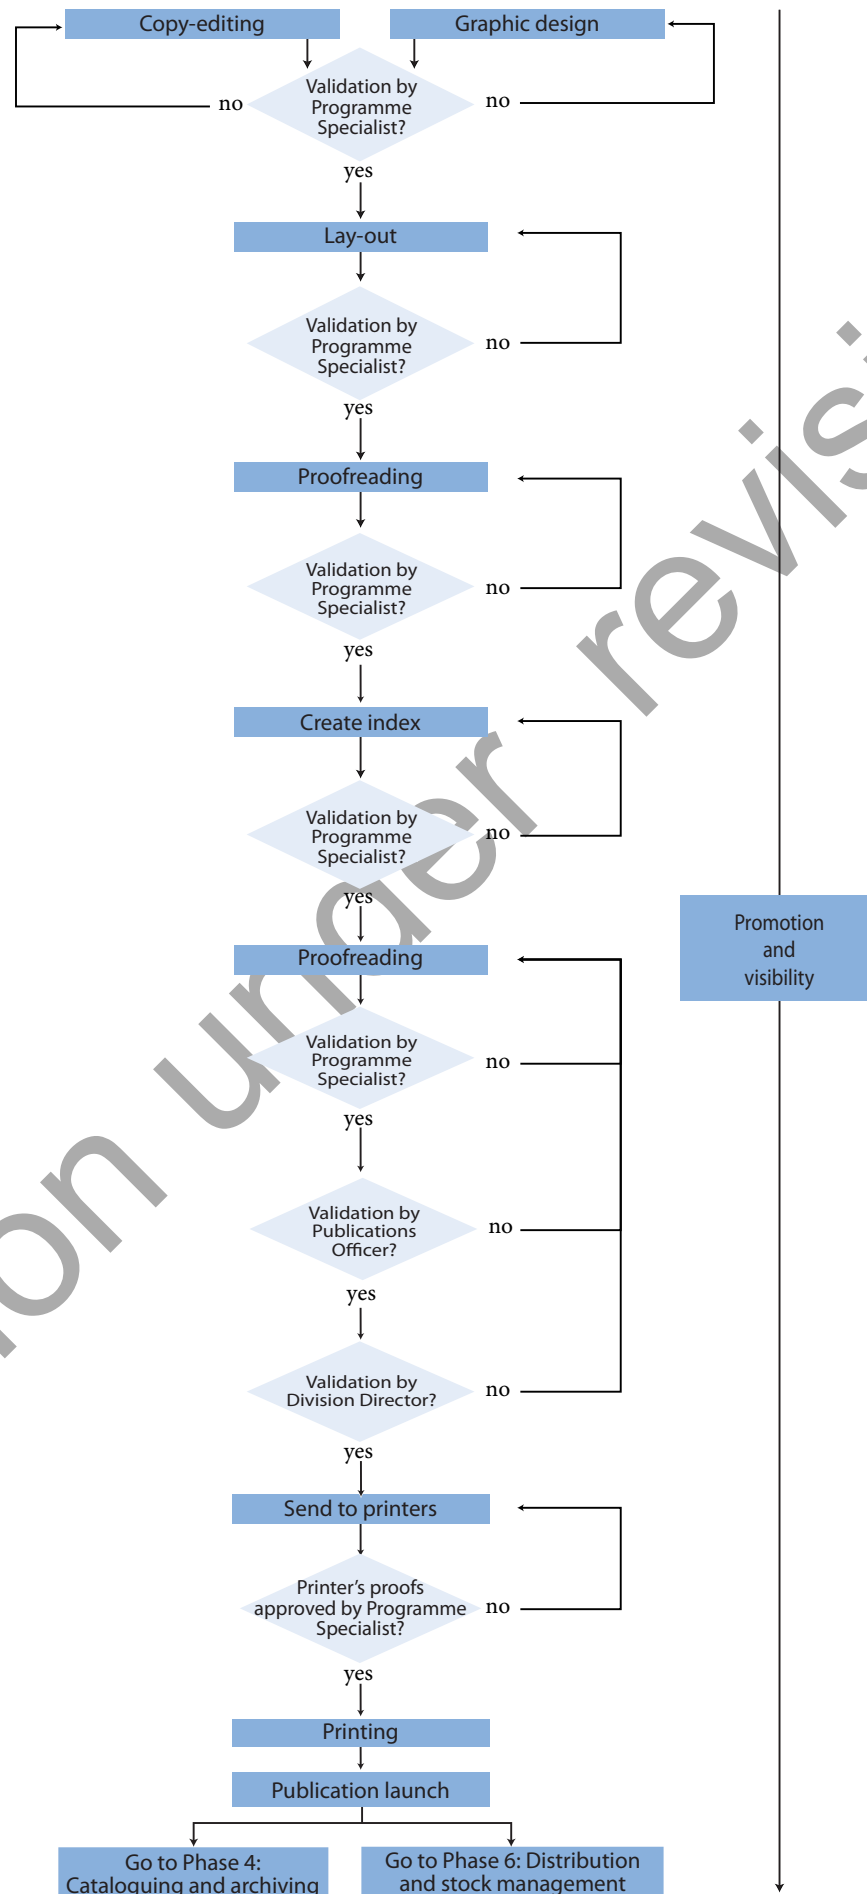 Copy-editing
Graphic design
Validation by
Programme
Specialist?
no
no
yes
Lay-out
Validation by
Programme
Specialist?
no
yes
Proofreading
Validation by
Programme
Specialist?
no
yes
Create index
Validation by
Programme
Specialist?
no
yes
Promotion
and
visibility
Proofreading
Validation by
Programme
Specialist?
no
yes
Validation by
Publications
Officer?
no
yes
Validation by
Division Director?
no
yes
Send to printers
Printer’s proofs
approved by Programme
Specialist?
no
yes
Printing
Publication launch
Go to Phase 4:
Cataloguing and archiving
Go to Phase 6: Distribution
and stock management
on under revis